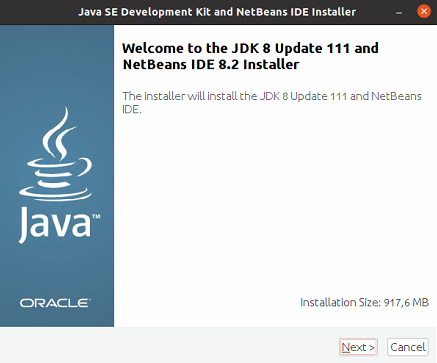 Java SE Development Kit and NetBeans IDE Installer
Welcome to the JDK 8 Update 111 and
NetBeans IDE 8.2 Installer
The installer will install the JDK 8 Update 111 and NetBeans
IDE.
Java™
ORACLE
Installation Size: 917,6 MB
Next >
Cancel